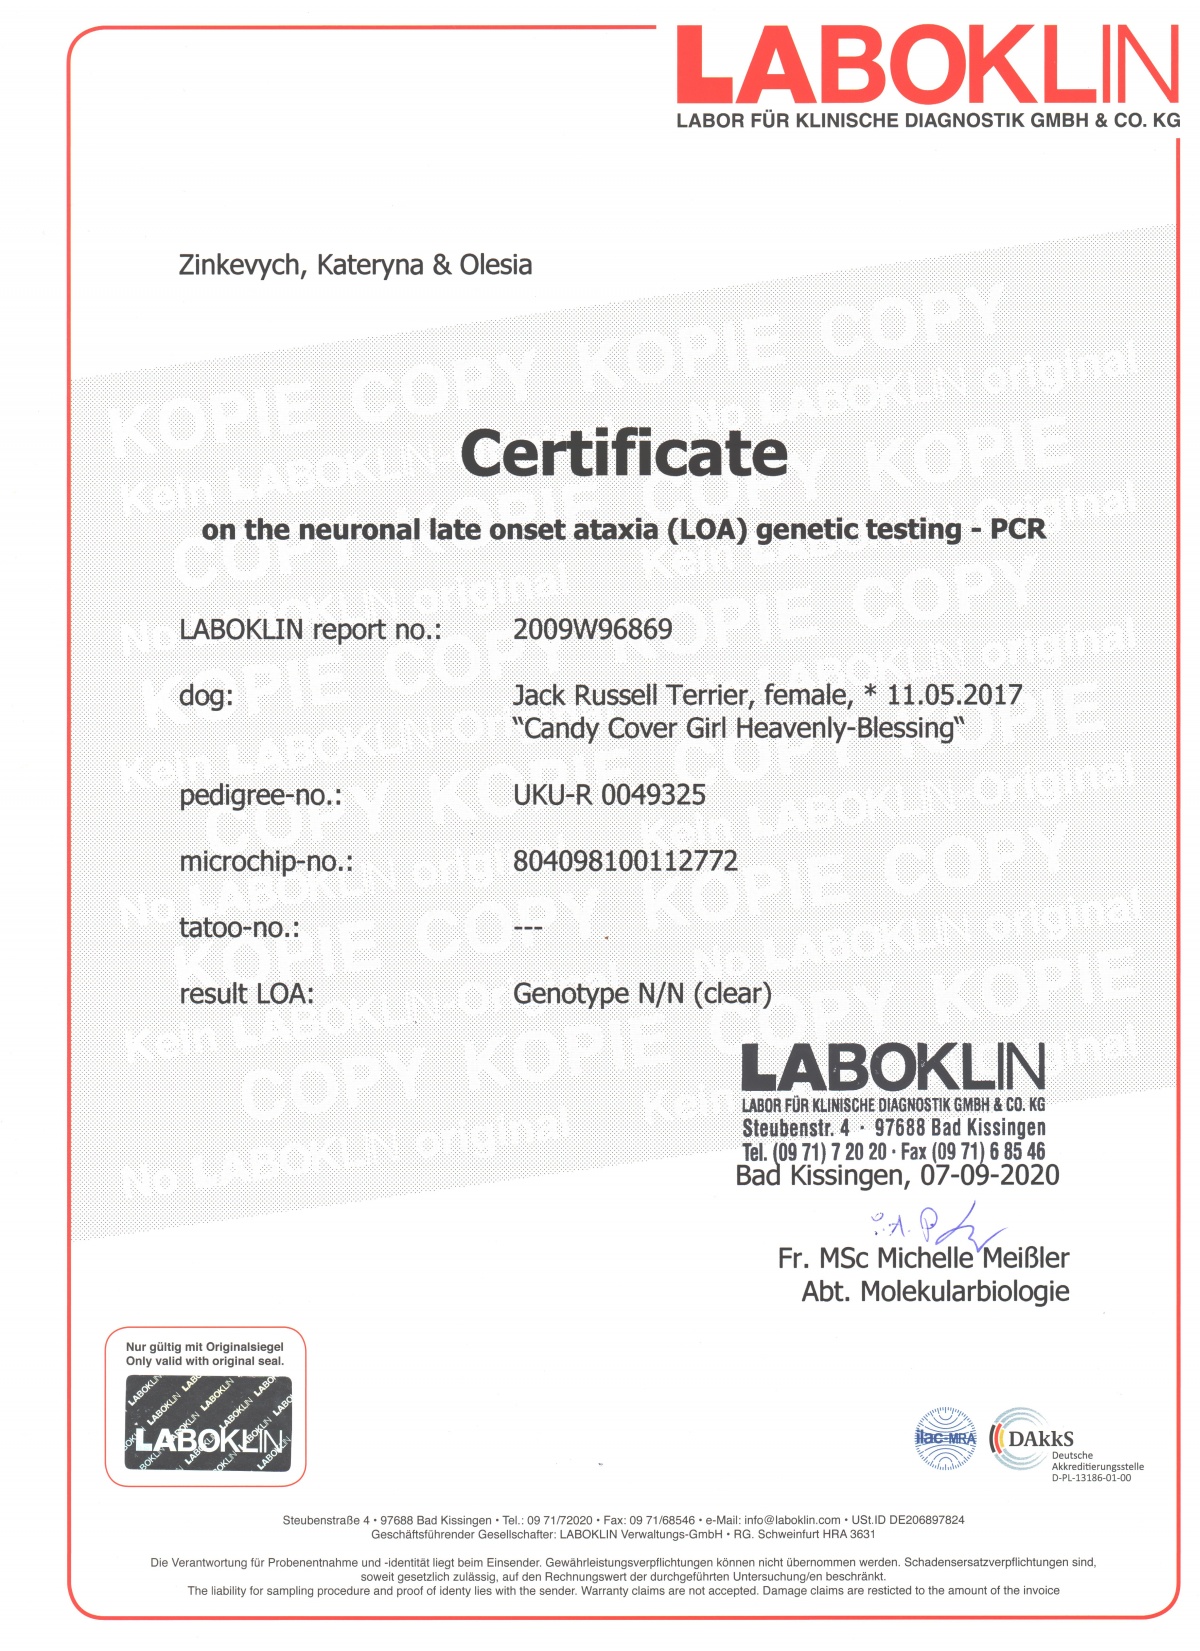 LABOKLIN
LABOR FÜR KLINISCHE DIAGNOSTIK GMBH & CO. KG
Zinkevych, Kateryna & Olesia
KOPIE COPY KOPIE COPY
No LABOKLIN original
Certificate
on the neuronal late onset ataxia (LOA) genetic testing - PCR
LABOKLIN report no.: 2009W96869
dog: Jack Russell Terrier, female, * 11.05.2017
“Candy Cover Girl Heavenly-Blessing“
pedigree-no.: UKU-R 0049325
microchip-no.: 804098100112772
tatoo-no.: ---
result LOA: Genotype N/N (clear)
LABOKLIN
LABOR FÜR KLINISCHE DIAGNOSTIK GMBH & CO. KG
Steubenstr. 4 · 97688 Bad Kissingen
Tel. (09 71) 7 20 20 · Fax (09 71) 6 85 46
Bad Kissingen, 07-09-2020
Fr. MSc Michelle Meißler
Abt. Molekularbiologie
Nur gültig mit Originalsiegel
Only valid with original seal.
LABOKLIN
ilac-MRA
DAkkS
Deutsche
Akkreditierungsstelle
D-PL-13186-01-00
Steubenstraße 4 • 97688 Bad Kissingen • Tel.: 09 71/72020 • Fax: 09 71/68546 • e-Mail: info@laboklin.com • USt.ID DE206897824
Geschäftsführender Gesellschafter: LABOKLIN Verwaltungs-GmbH • RG. Schweinfurt HRA 3631
Die Verantwortung für Probenentnahme und -identität liegt beim Einsender. Gewährleistungsverpflichtungen können nicht übernommen werden. Schadensersatzverpflichtungen sind,
soweit gesetzlich zulässig, auf den Rechnungswert der durchgeführten Untersuchung/en beschränkt.
The liability for sampling procedure and proof of identy lies with the sender. Warranty claims are not accepted. Damage claims are resticted to the amount of the invoice